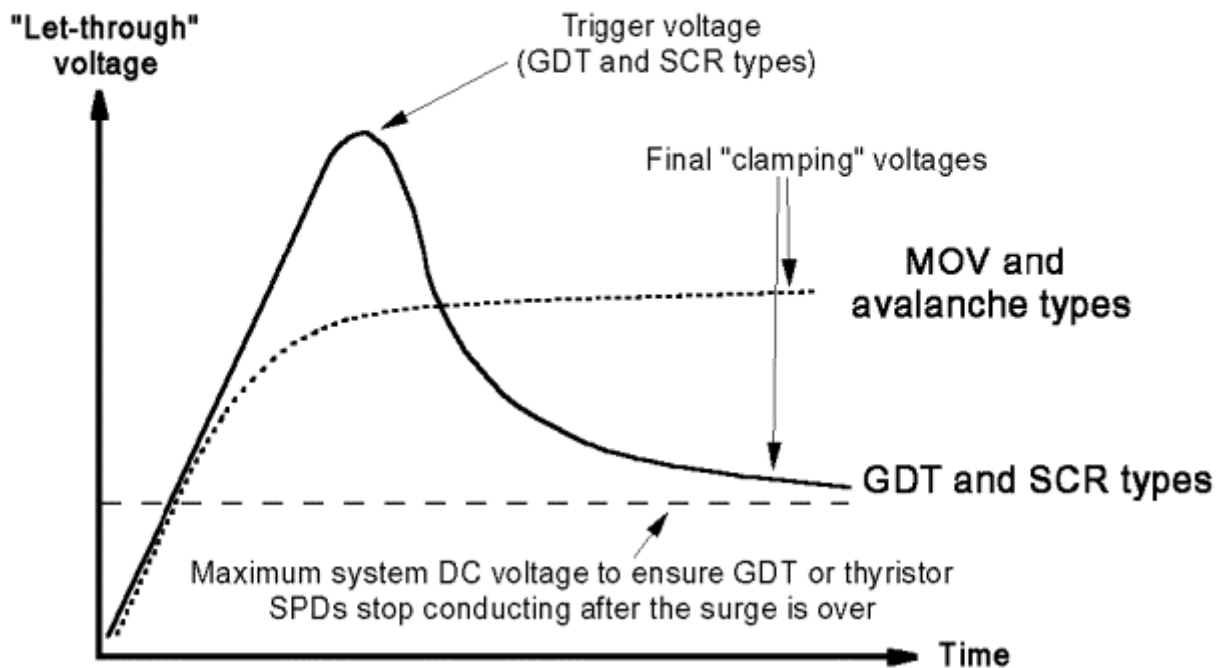 "Let-through"
voltage
Trigger voltage
(GDT and SCR types)
Final "clamping" voltages
MOV and
avalanche types
GDT and SCR types
Maximum system DC voltage to ensure GDT or thyristor
SPDs stop conducting after the surge is over
Time